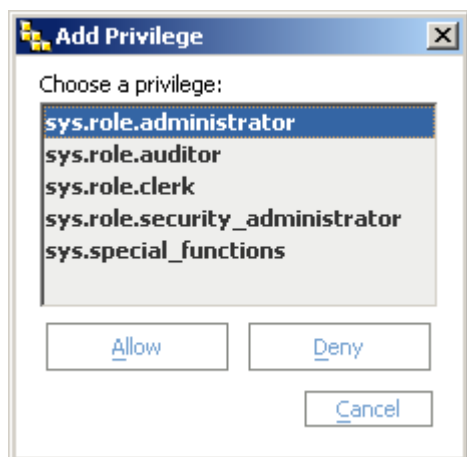 Add Privilege
Choose a privilege:
sys.role.administrator
sys.role.auditor
sys.role.clerk
sys.role.security_administrator
sys.special_functions
Allow Deny
Cancel